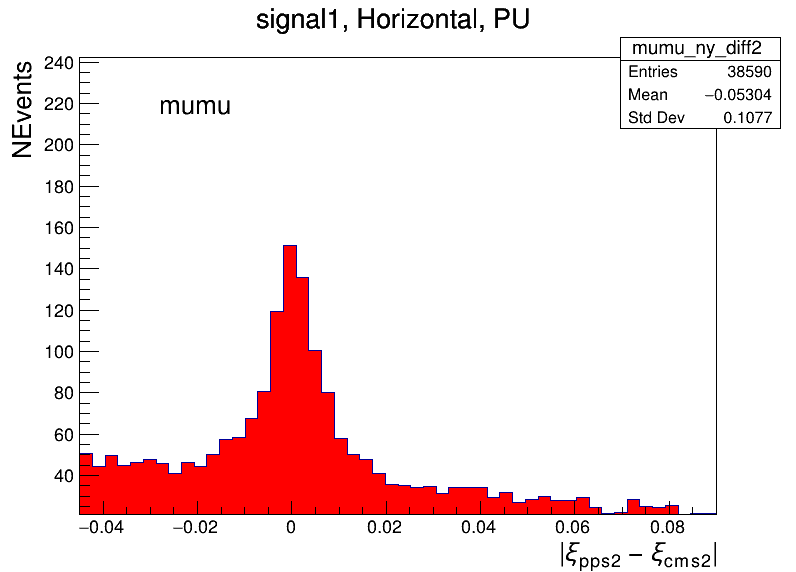 signal1, Horizontal, PU
mumu_ny_diff2
Entries 38590
Mean −0.05304
Std Dev 0.1077
NEvents
mumu
240
220
200
180
160
140
120
100
80
60
40
−0.04 −0.02 0 0.02 0.04 0.06 0.08
|ξpps2 − ξcms2|